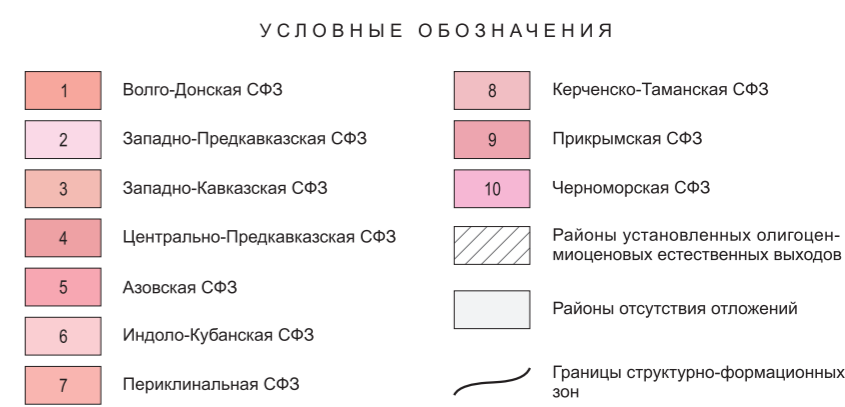 УСЛОВНЫЕ ОБОЗНАЧЕНИЯ
1 Волго-Донская СФЗ
2 Западно-Предкавказская СФЗ
3 Западно-Кавказская СФЗ
4 Центрально-Предкавказская СФЗ
5 Азовская СФЗ
6 Индоло-Кубанская СФЗ
7 Периклинальная СФЗ
8 Керченско-Таманская СФЗ
9 Прикрымская СФЗ
10 Черноморская СФЗ
Районы установленных олигоцен-
миоценовых естественных выходов
Районы отсутствия отложений
Границы структурно-формационных
зон